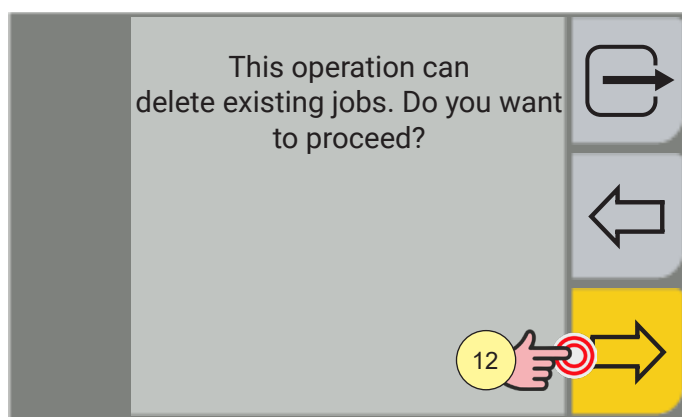 This operation can
delete existing jobs. Do you want
to proceed?
12